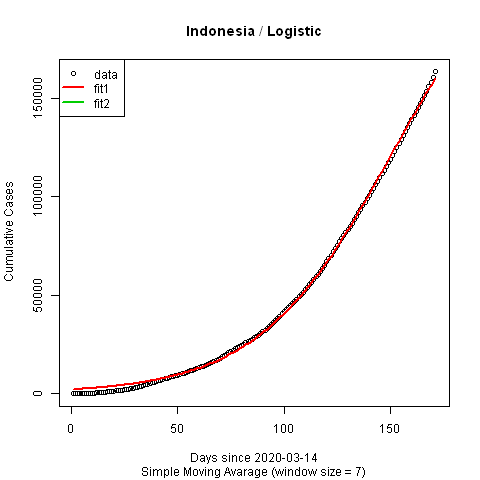 Indonesia / Logistic
data
fit1
fit2
Cumulative Cases
150000
100000
50000
0
0 50 100 150
Days since 2020-03-14
Simple Moving Avarage (window size = 7)